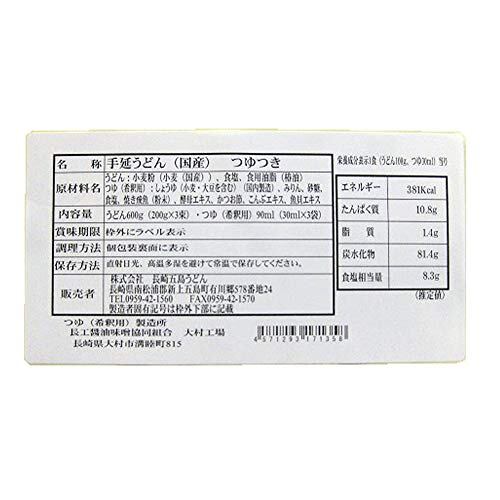 名称 手延うどん（国産） つゆつき
原材料名 うどん：小麦粉（小麦（国産））、食塩、食用油脂（椿油）
つゆ（希釈用）：しょうゆ（小麦・大豆を含む）（国内製造）、みりん、砂糖、
食塩、焼き飛魚（粉末）、酵母エキス、かつお節、こんぶエキス、魚貝エキス
内容量 うどん600g（200g×3束）・つゆ（希釈用）90ml（30ml×3袋）
賞味期限 枠外にラベル表示
調理方法 個包装裏面に表示
保存方法 直射日光、高温多湿を避けて常温で保存してください。
販売者 株式会社 長崎五島うどん
長崎県南松浦郡新上五島町有川郷578番地24
TEL0959-42-1560 FAX0959-42-1570
製造者固有記号は枠外下部に記載
つゆ（希釈用）製造所
長工醤油味噌協同組合 大村工場
長崎県大村市溝陸町815
4571293171358
栄養成分表示1食（うどん100g、つゆ30ml）当り
エネルギー 381Kcal
たんぱく質 10.8g
脂質 1.4g
炭水化物 81.4g
食塩相当量 8.3g
（推定値）